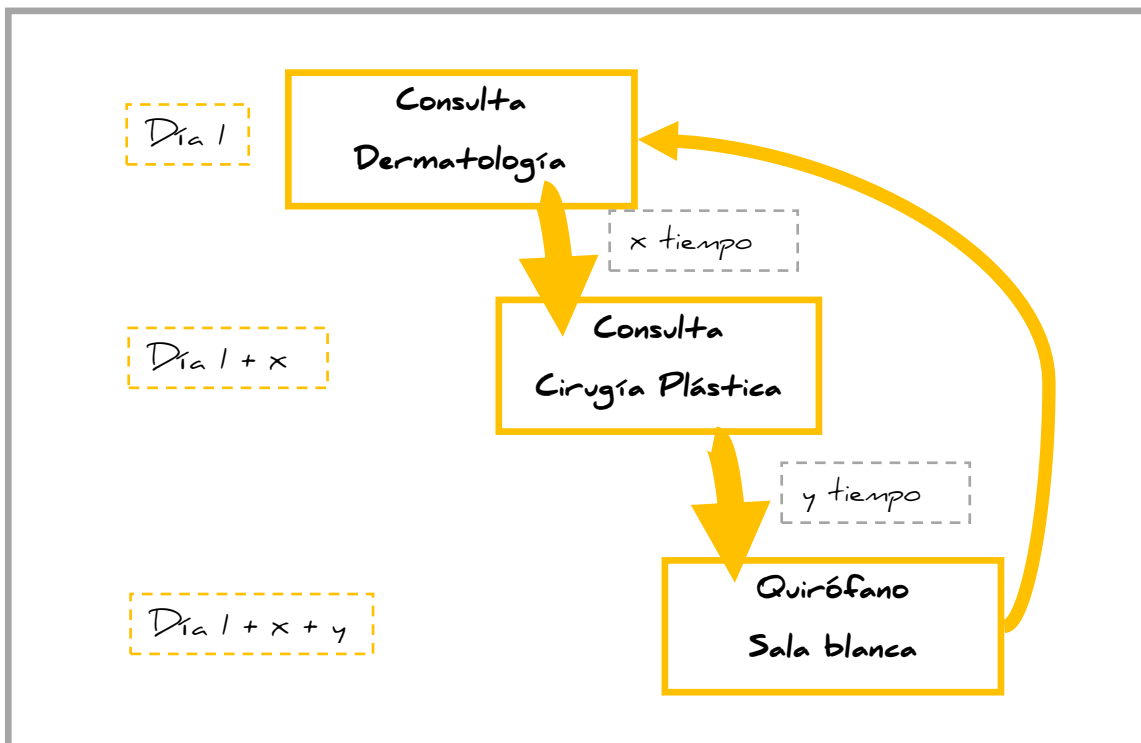 Día 1
Consulta
Dermatología
x tiempo
Día 1 + x
Consulta
Cirugía Plástica
y tiempo
Día 1 + x + y
Quirófano
Sala blanca